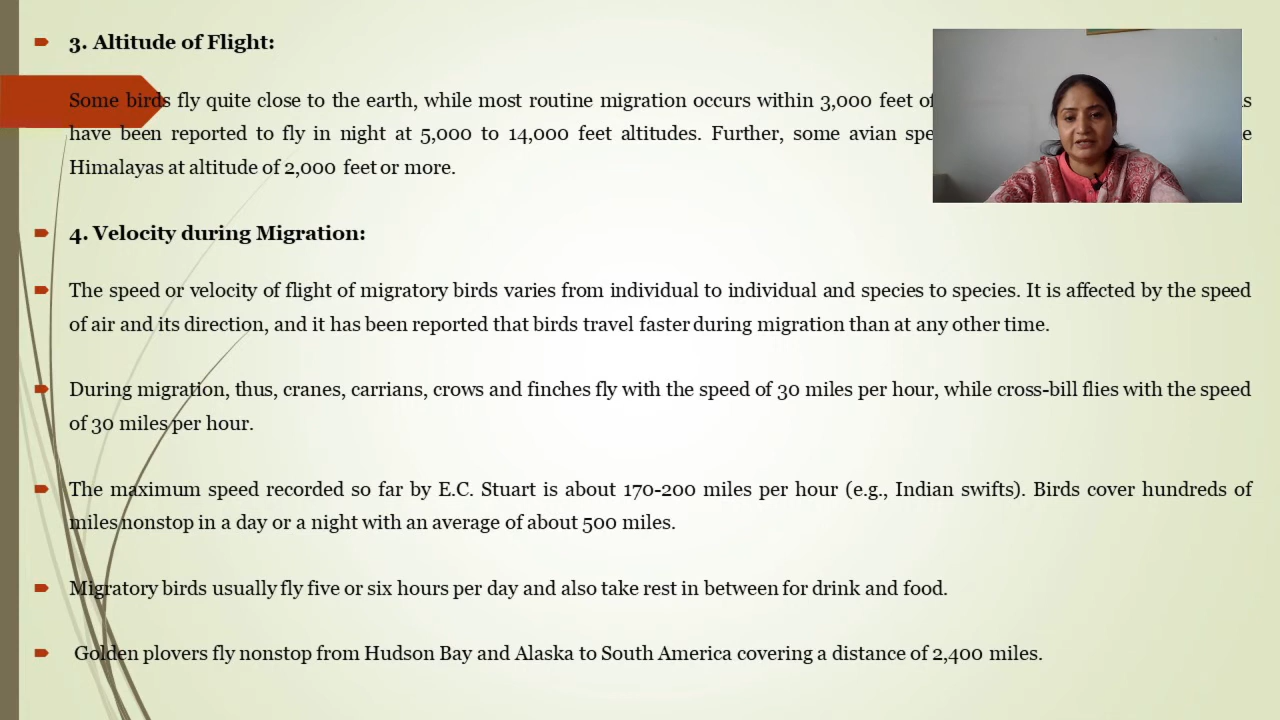 3. Altitude of Flight:
Some birds fly quite close to the earth, while most routine migration occurs within 3,000 feet of
have been reported to fly in night at 5,000 to 14,000 feet altitudes. Further, some avian
Himalayas at altitude of 2,000 feet or more.
4. Velocity during Migration:
The speed or velocity of flight of migratory birds varies from individual to individual and species to species. It is affected by the speed
of air and its direction, and it has been reported that birds travel faster during migration than at any other time.
During migration, thus, cranes, carrians, crows and finches fly with the speed of 30 miles per hour, while cross-bill flies with the speed
of 30 miles per hour.
The maximum speed recorded so far by E.C. Stuart is about 170-200 miles per hour (e.g., Indian swifts). Birds cover hundreds of
miles nonstop in a day or a night with an average of about 500 miles.
Migratory birds usually fly five or six hours per day and also take rest in between for drink and food.
Golden plovers fly nonstop from Hudson Bay and Alaska to South America covering a distance of 2,400 miles.